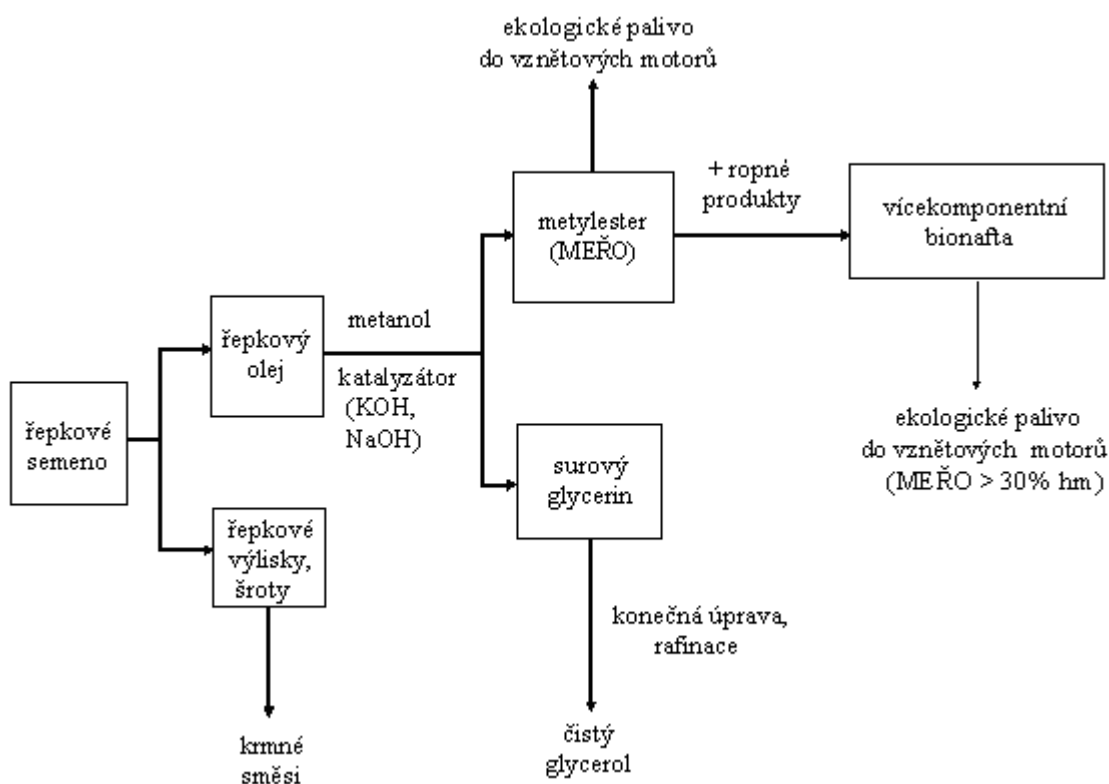 ekologické palivo
do vznětových motorů
+ ropné
produkty
metylester
(MEŘO)
vícekomponentní
bionafta
metanol
řepkový
olej
katalyzátor
(KOH,
NaOH)
řepkové
semeno
ekologické palivo
do vznětových motorů
(MEŘO > 30% hm)
surový
glycerin
řepkové
výlisky,
šroty
konečná úprava,
rafinace
krmné
směsi
čistý
glycerol